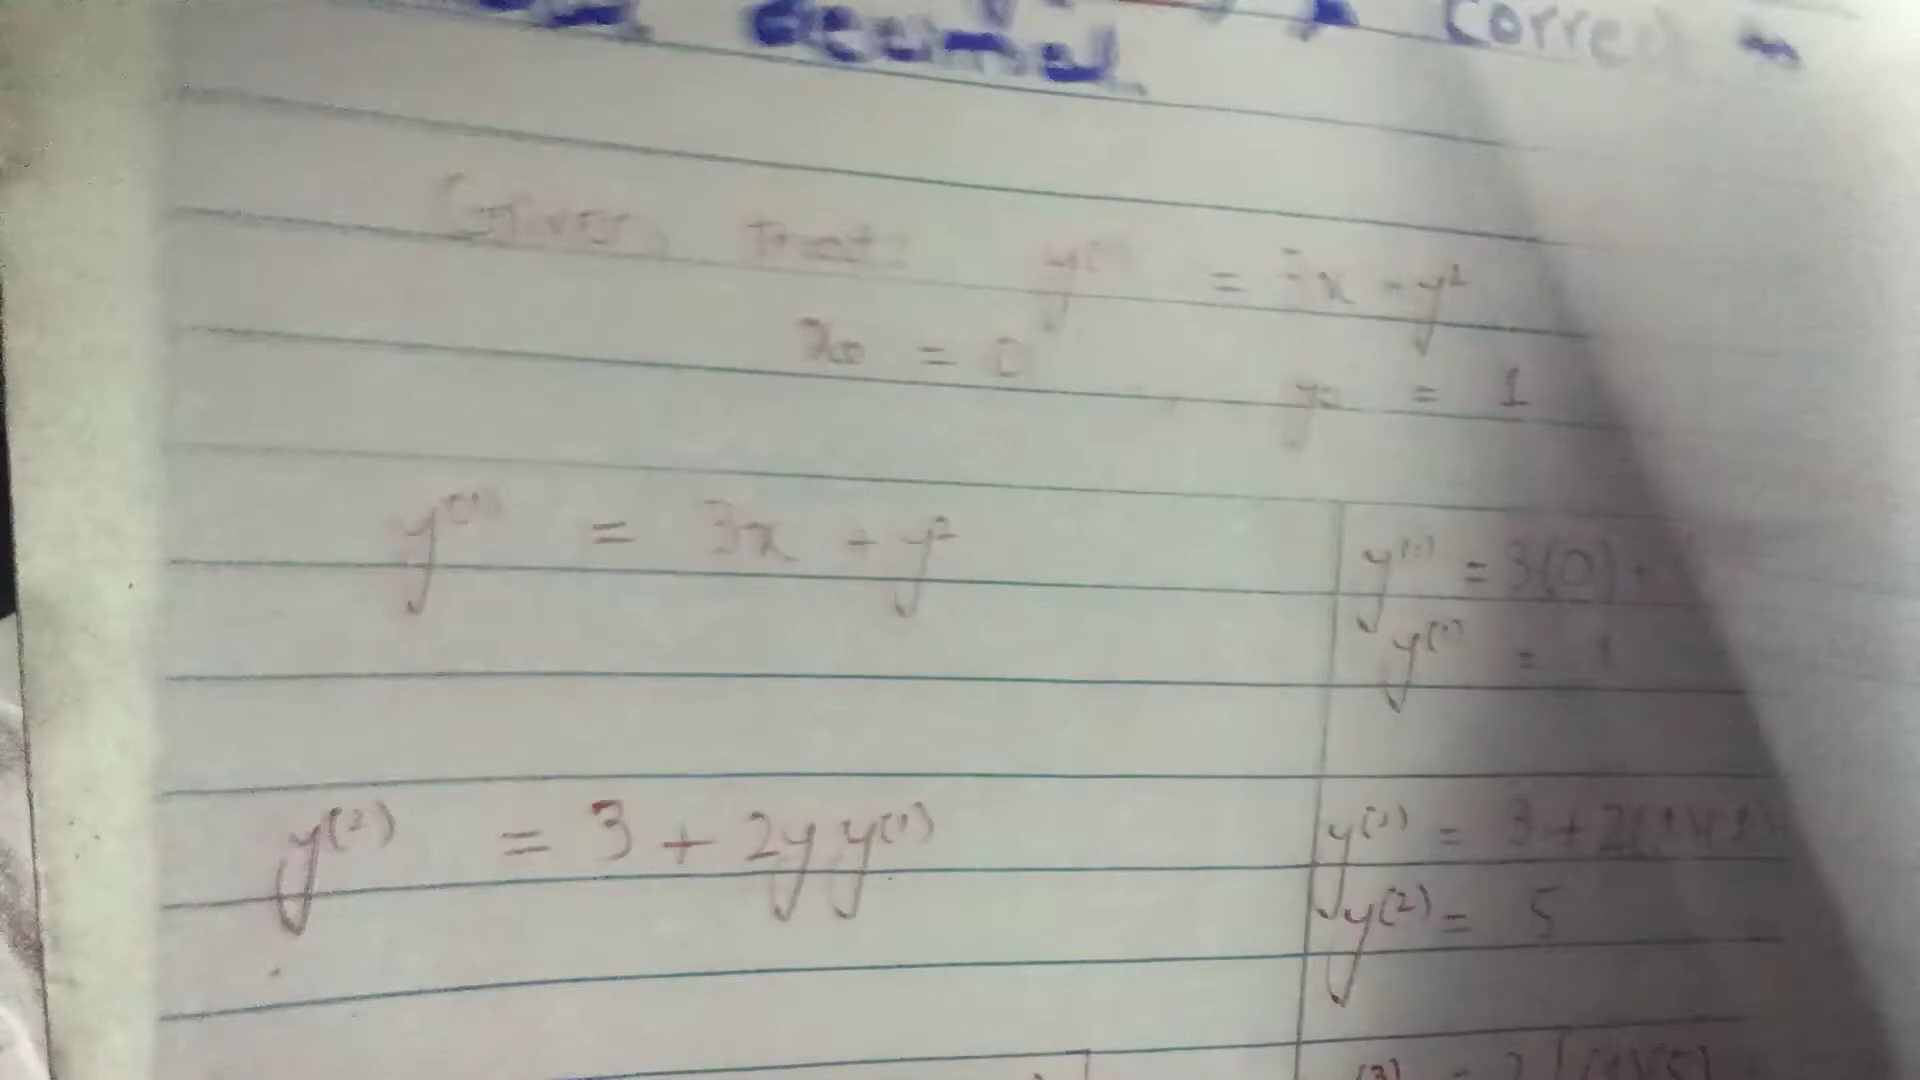 decimal. correct
Given that: y⁽¹⁾ = 3x + y²
x₀ = 0 y₀ = 1
y⁽¹⁾ = 3x + y²
y⁽¹⁾ = 3(0) +
y⁽¹⁾ = 1
y⁽²⁾ = 3 + 2y y⁽¹⁾
= 3 + 2(1)(1)
y⁽²⁾ = 5